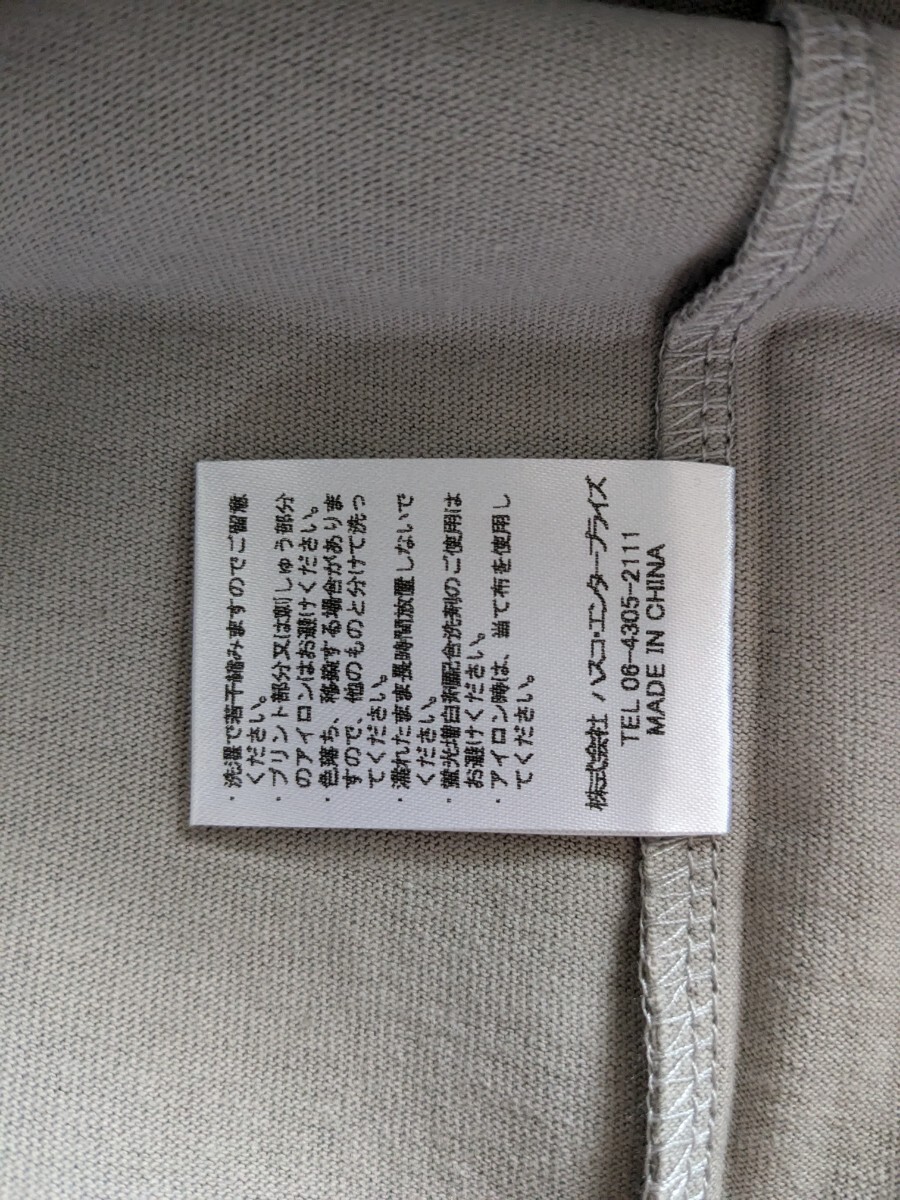 ・洗濯で若干縮みますのでご留意
ください。
・プリント部分又は刺しゅう部分
のアイロンはお避けください。
・色落ち、移染する場合がありま
すので、他のものと分けて洗っ
てください。
・濡れたまま長時間放置しないで
ください。
・蛍光増白剤配合洗剤のご使用は
お避けください。
・アイロン時は、当て布を使用し
てください。
株式会社 ハスコ・エンタープライズ
TEL 06-4305-2111
MADE IN CHINA